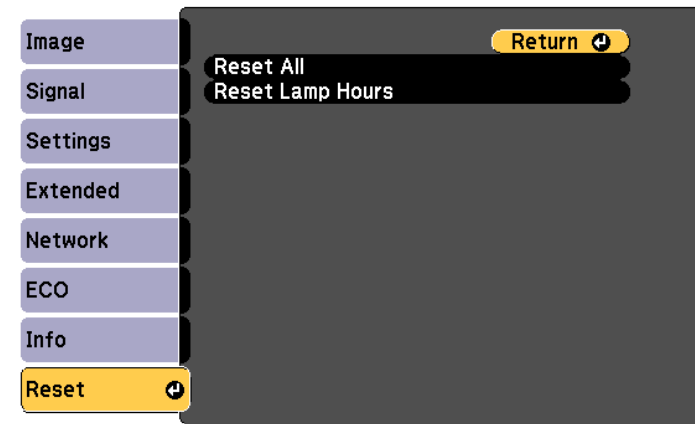 Image
Signal
Settings
Extended
Network
ECO
Info
Reset
Return
Reset All
Reset Lamp Hours